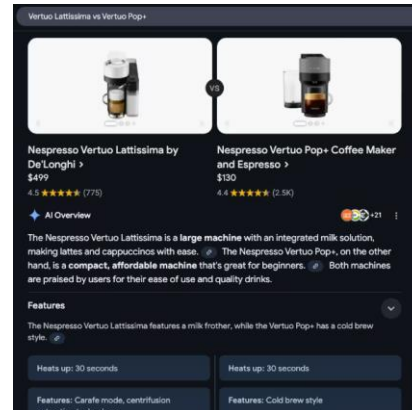 Vertuo Lattissima vs Vertuo Pop+
VS
Nespresso Vertuo Lattissima by
De'Longhi >
$499
4.5 ★★★★★ (775)
Nespresso Vertuo Pop+ Coffee Maker
and Espresso >
$130
4.4 ★★★★★ (2.5K)
AI Overview
+21
The Nespresso Vertuo Lattissima is a large machine with an integrated milk solution,
making lattes and cappuccinos with ease. The Nespresso Vertuo Pop+, on the other
hand, is a compact, affordable machine that's great for beginners. Both machines
are praised by users for their ease of use and quality drinks.
Features
The Nespresso Vertuo Lattissima features a milk frother, while the Vertuo Pop+ has a cold brew
style.
Heats up: 30 seconds
Heats up: 30 seconds
Features: Carafe mode, centrifusion
Features: Cold brew style